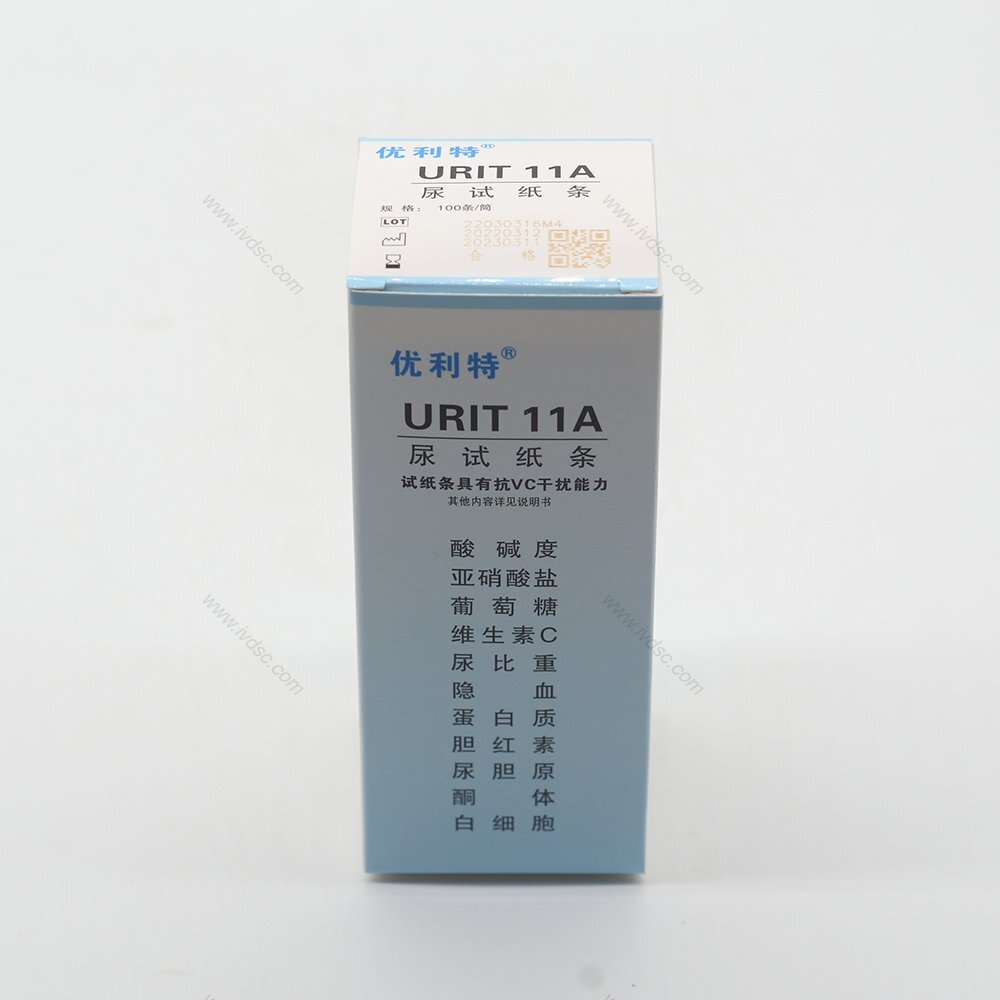 优利特®
URIT 11A
尿试纸条
规格：100条/筒
LOT 22030316M4
20220312
20230311
合格
优利特®
URIT 11A
尿试纸条
试纸条具有抗VC干扰能力
其他内容详见说明书
酸碱度
亚硝酸盐
葡萄糖
维生素C
尿比重
隐血
蛋白质
胆红素
尿胆原
酮体
白细胞
www.ivdsc.com
www.ivdsc.com
www.ivdsc.com
www.ivdsc.com